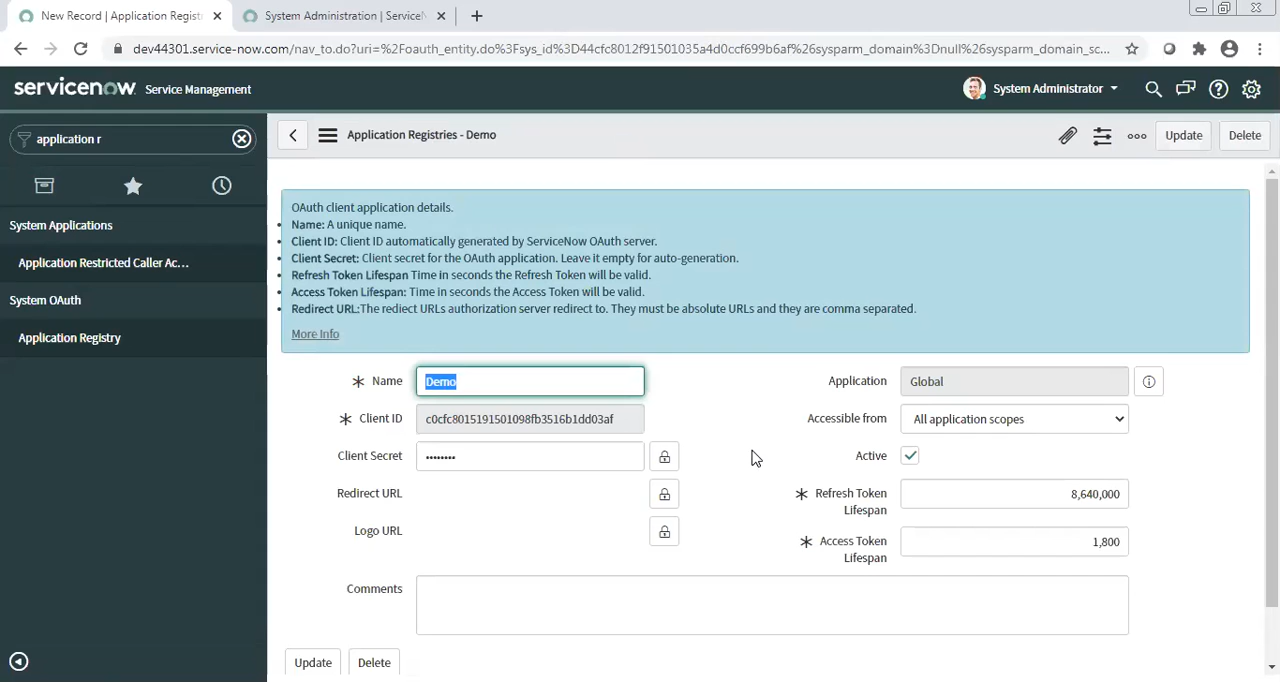 New Record | Application Registr
System Administration | ServiceN
dev44301.service-now.com/nav_to.do?uri=%2Foauth_entity.do%3Fsys_id%3D44cfc8012f91501035a4d0ccf699b6af%26sysparm_domain%3Dnull%26sysparm_domain_sc...
servicenow Service Management
System Administrator
application r
Application Registries - Demo
Update
Delete
System Applications
Application Restricted Caller Ac...
System OAuth
Application Registry
OAuth client application details.
Name: A unique name.
Client ID: Client ID automatically generated by ServiceNow OAuth server.
Client Secret: Client secret for the OAuth application. Leave it empty for auto-generation.
Refresh Token Lifespan Time in seconds the Refresh Token will be valid.
Access Token Lifespan: Time in seconds the Access Token will be valid.
Redirect URL:The rediect URLs authorization server redirect to. They must be absolute URLs and they are comma separated.
More Info
Name Demo
Application Global
Client ID c0cfc8015191501098fb3516b1dd03af
Accessible from All application scopes
Client Secret ••••••••
Active
Redirect URL
Refresh Token
Lifespan
8,640,000
Logo URL
Access Token
Lifespan
1,800
Comments
Update
Delete